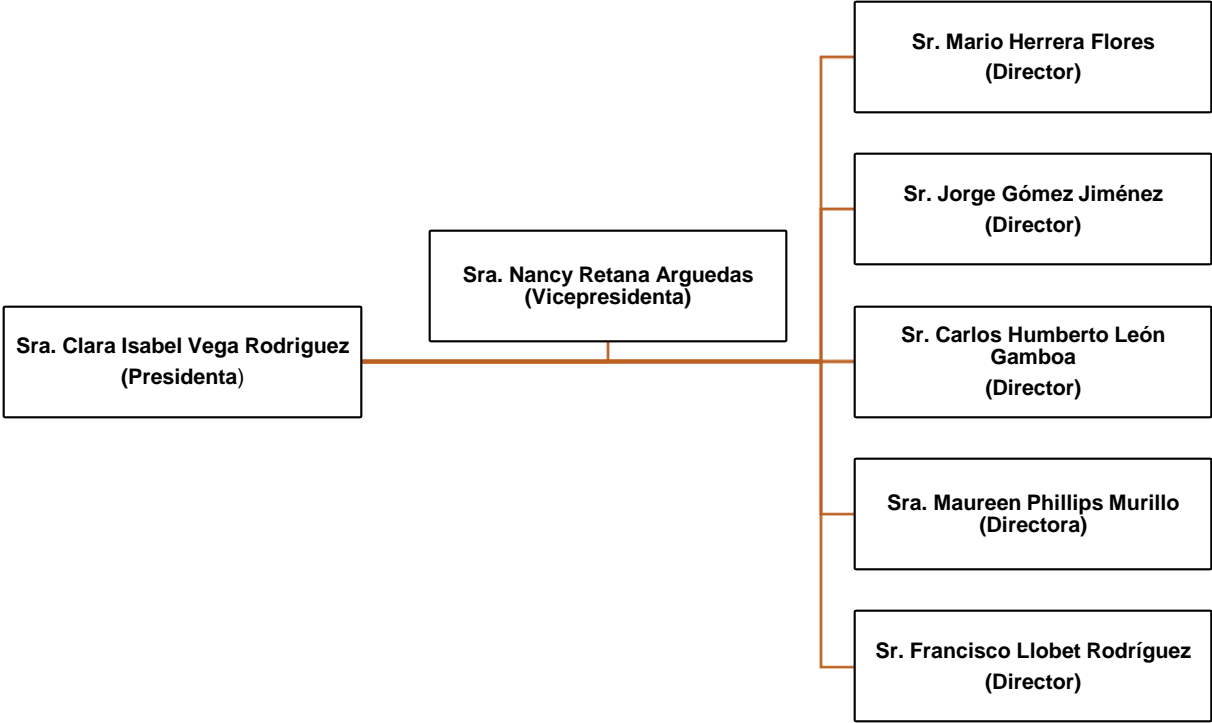 Sra. Clara Isabel Vega Rodriguez
(Presidenta)
Sra. Nancy Retana Arguedas
(Vicepresidenta)
Sr. Mario Herrera Flores
(Director)
Sr. Jorge Gómez Jiménez
(Director)
Sr. Carlos Humberto León
Gamboa
(Director)
Sra. Maureen Phillips Murillo
(Directora)
Sr. Francisco Llobet Rodríguez
(Director)